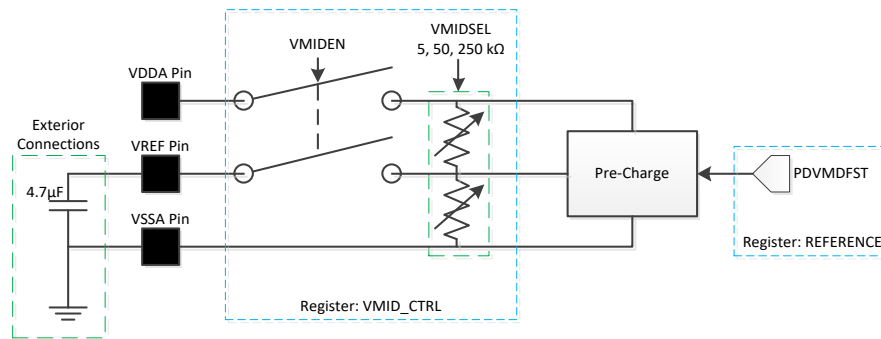 VMIDEN
VMIDSEL
5, 50, 250 kΩ
VDDA Pin
Exterior
Connections
VREF Pin
4.7µF
Pre-Charge
PDVMDFST
VSSA Pin
Register: REFERENCE
Register: VMID_CTRL